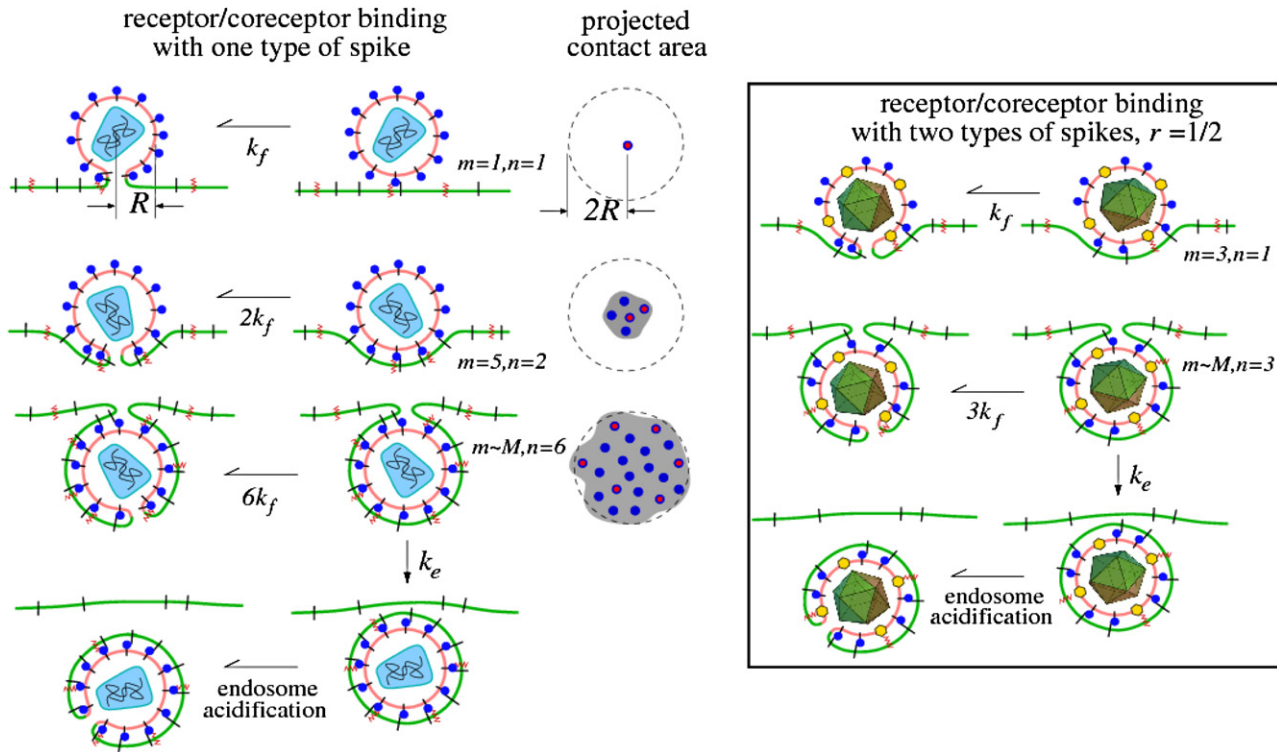 receptor/coreceptor binding
with one type of spike
projected
contact area
k_f
m=1,n=1
R
2R
2k_f
m=5,n=2
6k_f
m~M,n=6
k_e
endosome
acidification
receptor/coreceptor binding
with two types of spikes, r =1/2
k_f
m=3,n=1
3k_f
m~M,n=3
k_e
endosome
acidification